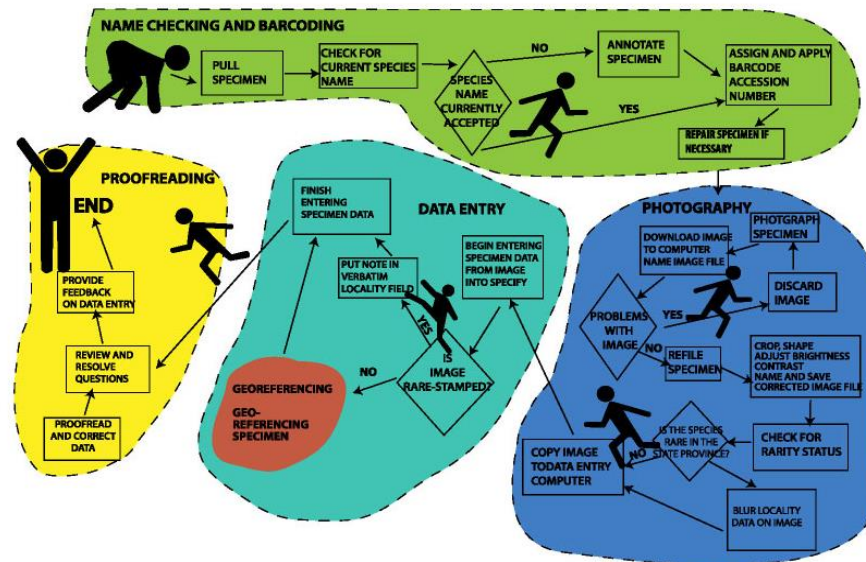 NAME CHECKING AND BARCODING
PULL
SPECIMEN
CHECK FOR
CURRENT SPECIES
NAME
SPECIES
NAME
CURRENTLY
ACCEPTED
NO
YES
ANNOTATE
SPECIMEN
ASSIGN AND APPLY
BARCODE
ACCESSION
NUMBER
REPAIR SPECIMEN IF
NECESSARY
PHOTOGRAPHY
PHOTGRAPH
SPECIMEN
DOWNLOAD IMAGE
TO COMPUTER
NAME IMAGE FILE
PROBLEMS
WITH
IMAGE
YES
DISCARD
IMAGE
NO
REFILE
SPECIMEN
CROP, SHAPE
ADJUST BRIGHTNESS
CONTRAST
NAME AND SAVE
CORRECTED IMAGE FILE
CHECK FOR
RARITY STATUS
IS THE SPECIES
RARE IN THE
STATE PROVINCE?
NO
BLUR LOCALITY
DATA ON IMAGE
COPY IMAGE
TODATA ENTRY
COMPUTER
DATA ENTRY
BEGIN ENTERING
SPECIMEN DATA
FROM IMAGE
INTO SPECIFY
IS
IMAGE
RARE-STAMPED?
YES
PUT NOTE IN
VERBATIM
LOCALITY FIELD
NO
GEOREFERENCING
GEO-
REFERENCING
SPECIMEN
FINISH
ENTERING
SPECIMEN DATA
PROOFREADING
PROOFREAD
AND CORRECT
DATA
REVIEW AND
RESOLVE
QUESTIONS
PROVIDE
FEEDBACK
ON DATA ENTRY
END